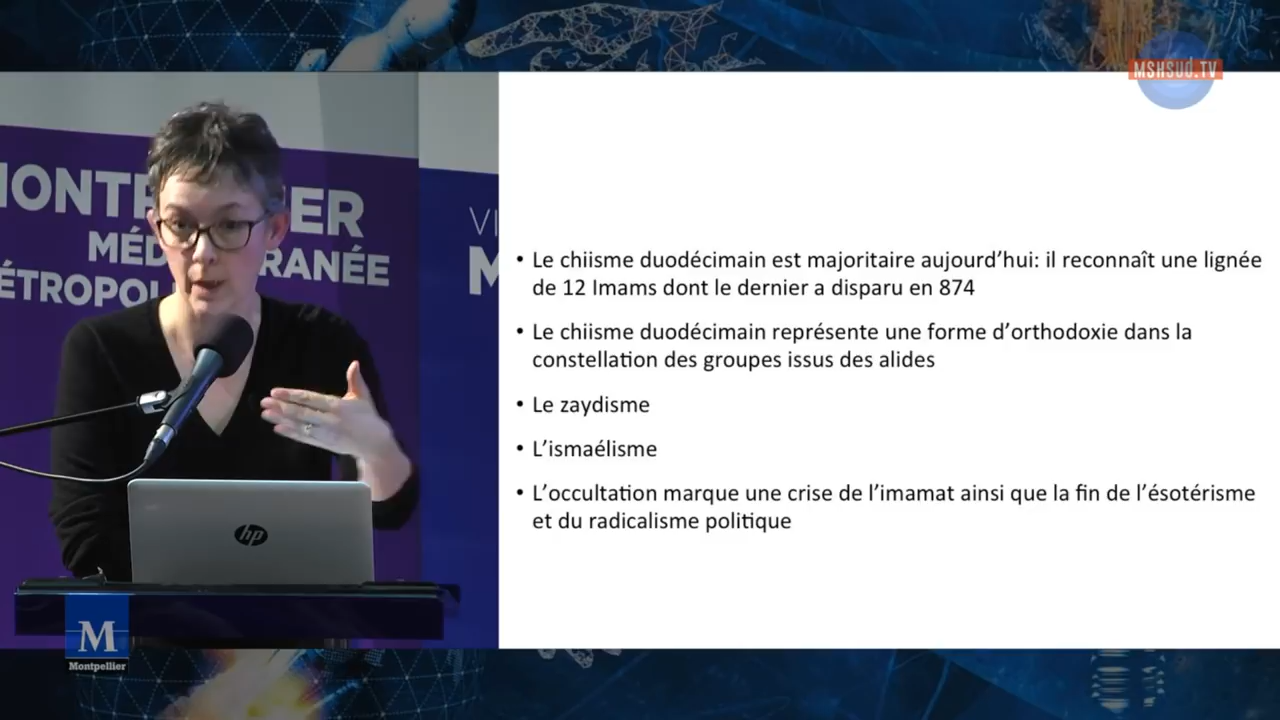 MSHSUD.TV
MONTPELLIER
MÉDITERRANÉE
MÉTROPOLE
VI
M
• Le chiisme duodécimain est majoritaire aujourd’hui: il reconnaît une lignée
de 12 Imams dont le dernier a disparu en 874
• Le chiisme duodécimain représente une forme d’orthodoxie dans la
constellation des groupes issus des alides
• Le zaydisme
• L’ismaélisme
• L’occultation marque une crise de l’imamat ainsi que la fin de l’ésotérisme
et du radicalisme politique
hp
M
Montpellier